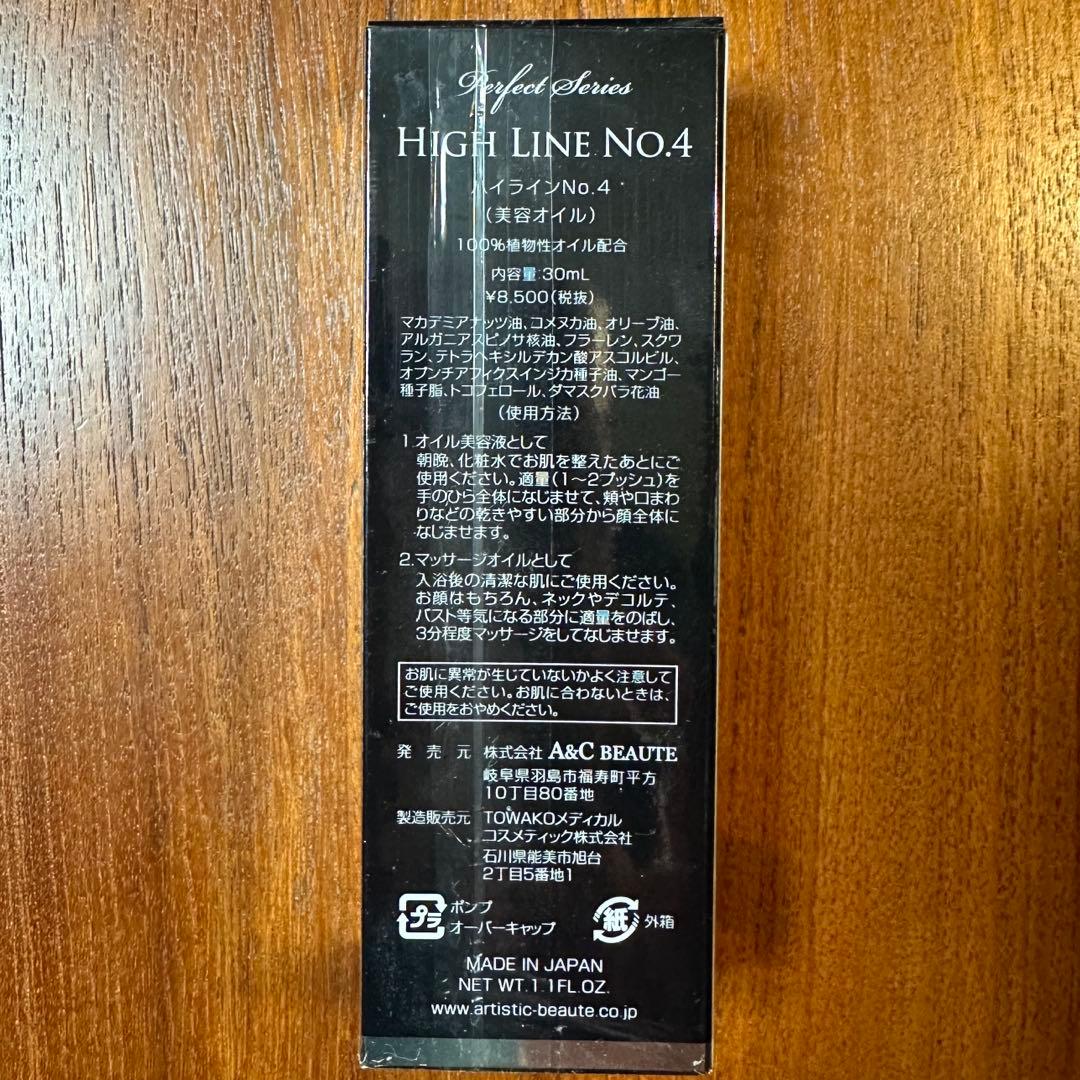 Perfect Series
HIGH LINE NO.4
ハイラインNo.4
（美容オイル）
100%植物性オイル配合
内容量:30mL
¥8,500（税抜）
マカデミアナッツ油、コメヌカ油、オリーブ油、
アルガニアスピノサ核油、フラーレン、スクワ
ラン、テトラヘキシルデカン酸アスコルビル、
オプンチアフィクスインジカ種子油、マンゴー
種子脂、トコフェロール、ダマスクバラ花油
（使用方法）
1.オイル美容液として
朝晩、化粧水でお肌を整えたあとにご
使用ください。適量（1～2プッシュ）を
手のひら全体になじませて、頬や口まわ
りなどの乾きやすい部分から顔全体に
なじませます。
2.マッサージオイルとして
入浴後の清潔な肌にご使用ください。
お顔はもちろん、ネックやデコルテ、
バスト等気になる部分に適量をのばし、
3分程度マッサージをしてなじませます。
お肌に異常が生じていないかよく注意して
ご使用ください。お肌に合わないときは、
ご使用をおやめください。
発売元 株式会社 A&C BEAUTE
岐阜県羽島市福寿町平方
10丁目80番地
製造販売元 TOWAKOメディカル
コスメティック株式会社
石川県能美市旭台
2丁目5番地1
プラ ポンプ
オーバーキャップ
紙 外箱
MADE IN JAPAN
NET WT.1.1FL.OZ.
www.artistic-beaute.co.jp